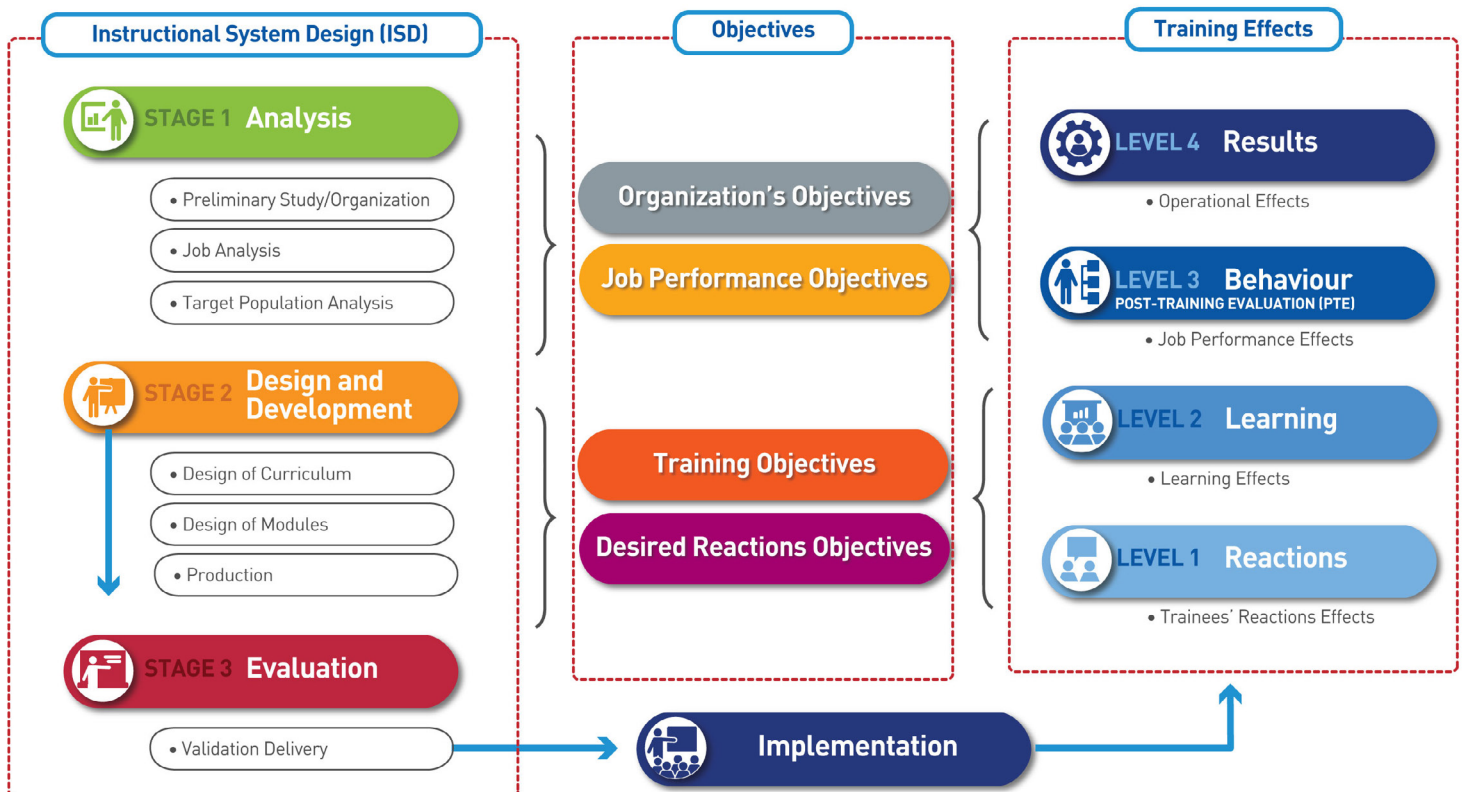 Instructional System Design (ISD)
STAGE 1 Analysis
• Preliminary Study/Organization
• Job Analysis
• Target Population Analysis
STAGE 2 Design and
Development
• Design of Curriculum
• Design of Modules
• Production
STAGE 3 Evaluation
• Validation Delivery
Objectives
Organization's Objectives
Job Performance Objectives
Training Objectives
Desired Reactions Objectives
Implementation
Training Effects
LEVEL 4 Results
• Operational Effects
LEVEL 3 Behaviour
POST-TRAINING EVALUATION (PTE)
• Job Performance Effects
LEVEL 2 Learning
• Learning Effects
LEVEL 1 Reactions
• Trainees' Reactions Effects